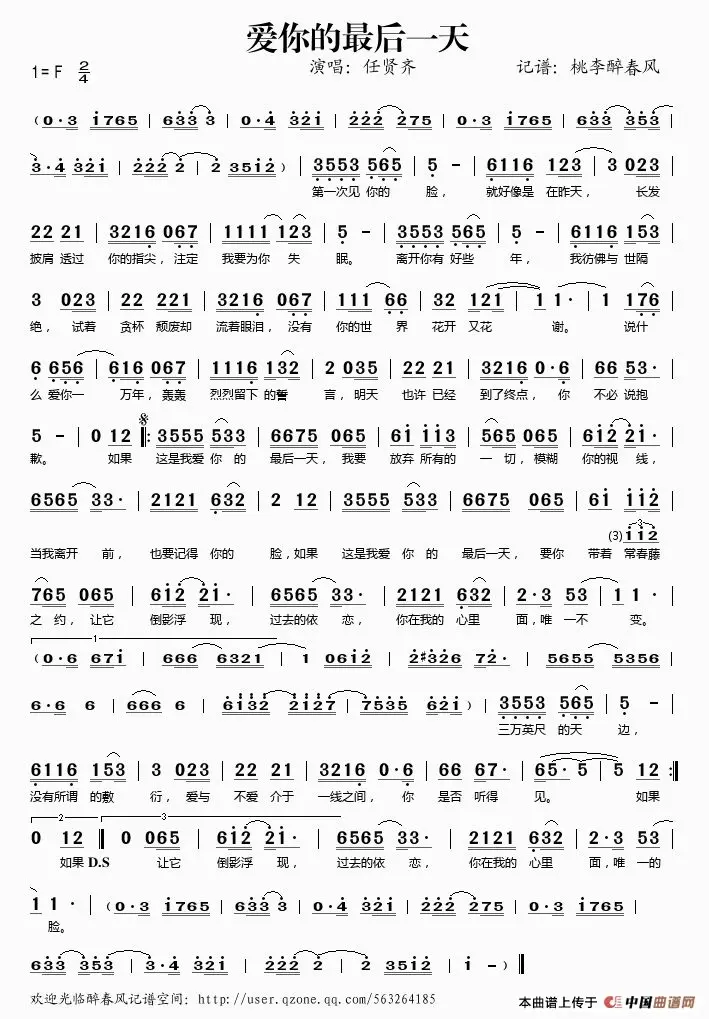 爱你的最后一天
1=F 2/4 演唱：任贤齐 记谱：桃李醉春风
(0·3 i765 | 633 3 | 0·4 32i | 222 275 | 0·3 i765 | 633 353 |
3·4 32i | 222 2 | 2 35i2) | 3553 565 | 5 - | 6116 123 | 3 023 |
第一次见 你的 脸， 就好像是 在昨天， 长发
22 21 | 3216 067 | 1111 123 | 5 - | 3553 565 | 5 - | 6116 153 |
披肩 透过 你的指尖，注定 我要为你 失 眠。 离开你有 好些 年， 我彷佛与 世隔
3 023 | 22 221 | 3216 067 | 111 66 | 32 121 | 1 1· | 1 176 |
绝， 试着 贪杯 颓废却 流着眼泪，没有 你的世 界 花开 又花 谢。 说什
6 656 | 616 067 | 1116 132 | 2 035 | 22 21 | 3216 0·6 | 66 53· |
么 爱你一 万年，轰轰 烈烈留下 的誓 言，明天 也许 已经 到了终点， 你 不必 说抱
5 - | 0 12 ‖: 3555 533 | 6675 065 | 6i ii3 | 565 065 | 6i2 2i· |
歉。 如果 这是我爱 你 的 最后一天，我要 放弃 所有的 一 切，模糊 你的视 线，
6565 33· | 2121 632 | 2 12 | 3555 533 | 6675 065 | 6i ii2 |
(3) ii2
当我离开 前， 也要记得 你的 脸，如果 这是我爱 你 的 最后一天，要你 带着 常春藤
765 065 | 6i2 2i· | 6565 33· | 2121 632 | 2·3 53 | 1 1· |
之 约，让它 倒影浮 现， 过去的依 恋， 你在我的 心里 面，唯 一不 变。
1
(0·6 67i | 666 632i | 1 06i2 | 2#326 72· | 5655 5356 |
6·6 6 | 666 6 | 6i32 2i27 | 7535 62i) | 3553 565 | 5 - |
三万英尺 的天 边，
6116 153 | 3 023 | 22 21 | 3216 0·6 | 66 67· | 65· 5 | 5 12 :‖
没有所谓 的敷 衍， 爱与 不爱 介于 一线之间， 你 是否 听得 见。 如果
2 3
0 12 ‖ 0 065 | 6i2 2i· | 6565 33· | 2121 632 | 2·3 53 |
如果 D.S 让它 倒影浮 现， 过去的依 恋， 你在我的 心里 面，唯 一的
1 1· | (0·3 i765 | 633 3 | 0·4 32i | 222 275 | 0·3 i765 |
脸。
633 353 | 3·4 32i | 222 2 | 2 35i2 | i -) ‖
欢迎光临醉春风记谱空间：http://user.qzone.qq.com/563264185
本曲谱上传于 中国曲谱网